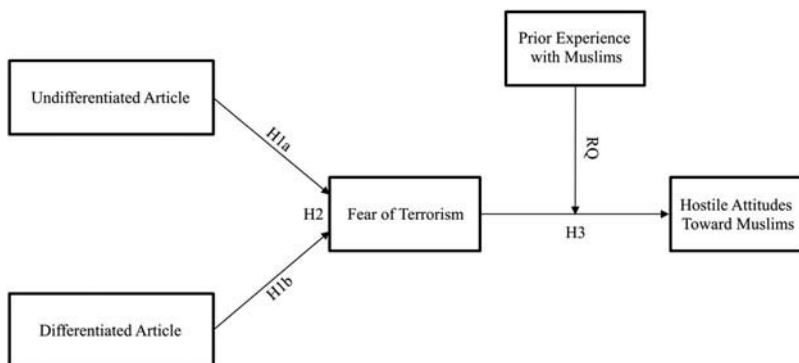 Prior Experience
with Muslims
Undifferentiated Article
H1a
RQ
H2
Fear of Terrorism
Hostile Attitudes
Toward Muslims
H3
H1b
Differentiated Article